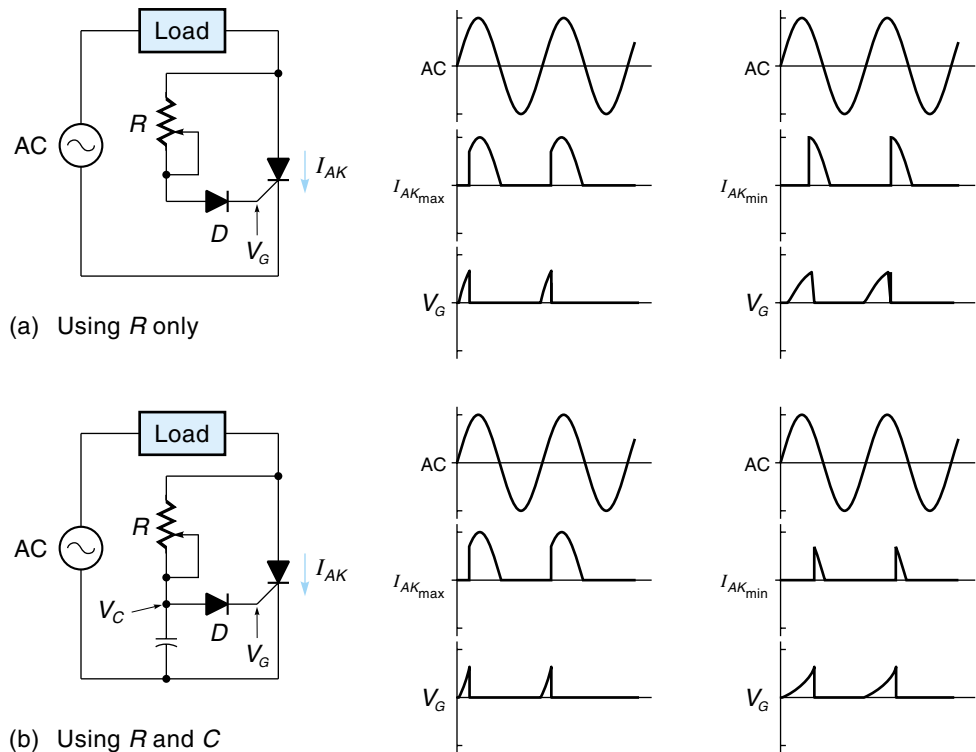 Load
R
AC
I_AK
D
V_G
(a) Using R only
AC
I_AKmax
V_G
AC
I_AKmin
V_G
Load
R
AC
I_AK
V_C
D
V_G
(b) Using R and C
AC
I_AKmax
V_G
AC
I_AKmin
V_G